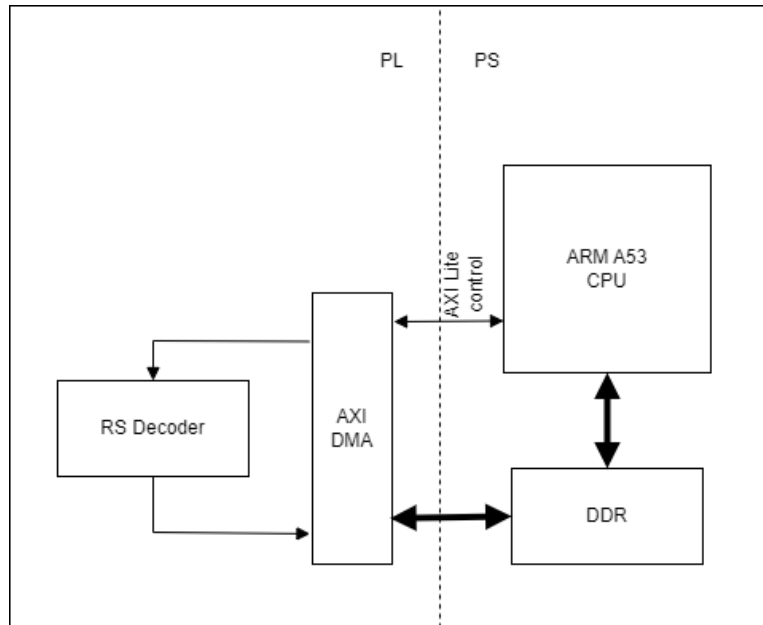 PL
PS
ARM A53
CPU
AXI Lite
control
RS Decoder
AXI
DMA
DDR